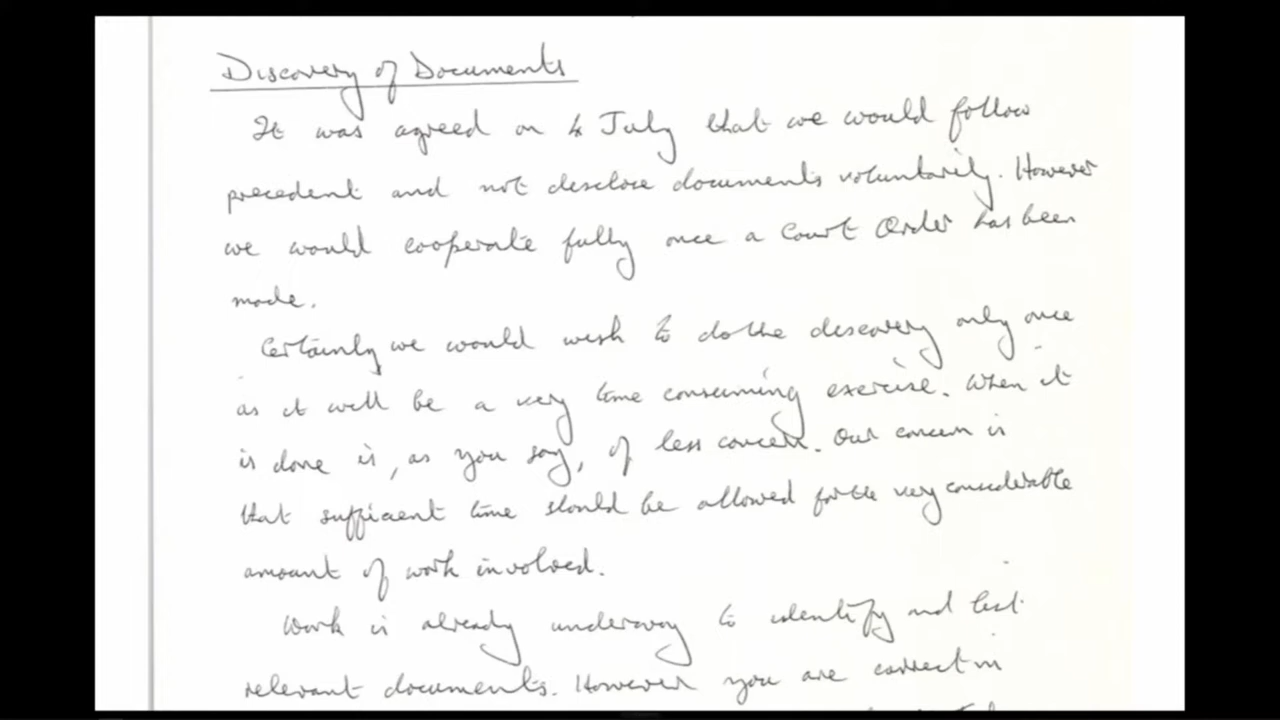 Discovery of Documents
It was agreed on 4 July that we would follow
precedent and not disclose documents voluntarily. However
we would cooperate fully once a Court Order has been
made.
Certainly we would wish to do the discovery only once
as it will be a very time consuming exercise. When it
is done is, as you say, of less concern. Our concern is
that sufficient time should be allowed for the very considerable
amount of work involved.
Work is already underway to identify and list
relevant documents. However you are correct in